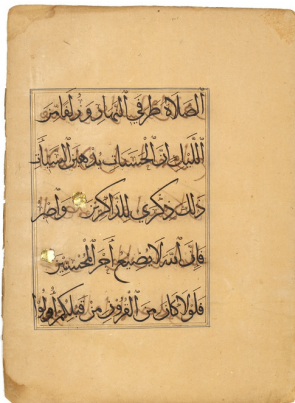 الصلاة طرفي النهار وزلفا من
الليل إن الحسنات يذهبن السيئات
ذلك ذكرى للذاكرين واصبر
فإن الله لا يضيع أجر المحسنين
فلولا كان من القرون من قبلكم أولوا